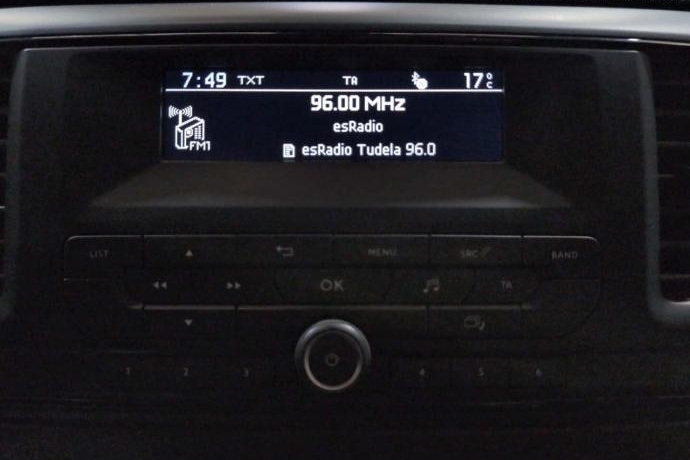 7:49 TXT TA 17°C
96.00 MHz
esRadio
FM1 esRadio Tudela 96.0
LIST MENU SRC BAND
OK TA
1 2 3 4 5 6